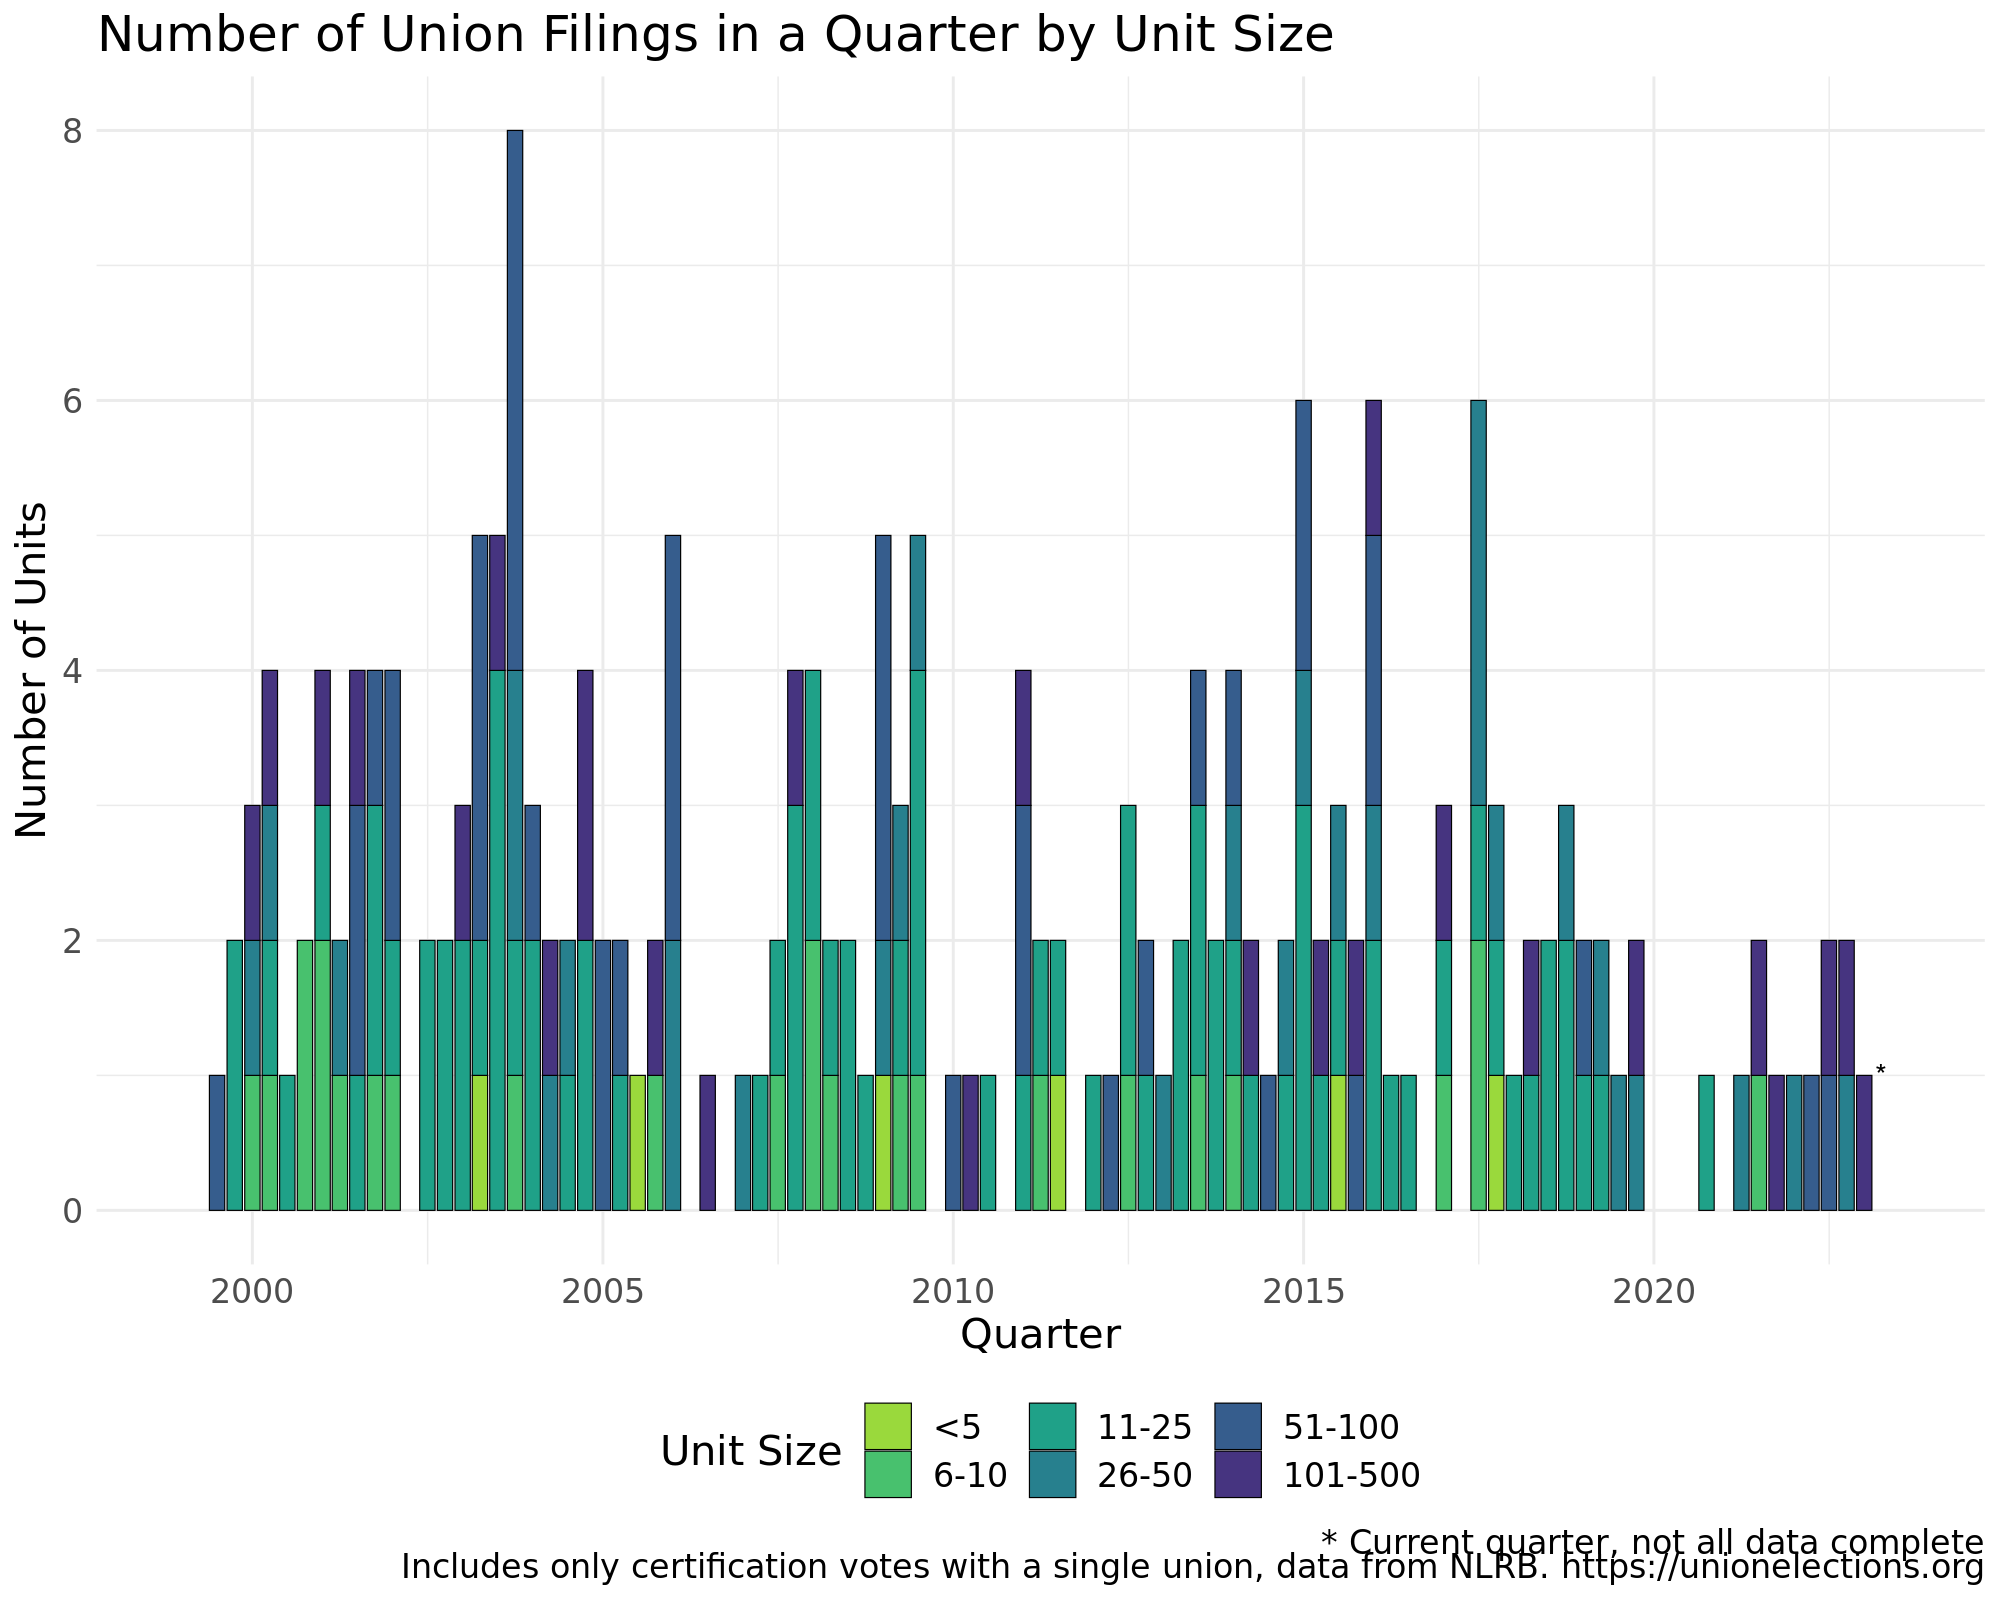 Number of Union Filings in a Quarter by Unit Size
Number of Units
8
6
4
2
0
*
2000 2005 2010 2015 2020
Quarter
Unit Size
<5 11-25 51-100
6-10 26-50 101-500
* Current quarter, not all data complete
Includes only certification votes with a single union, data from NLRB. https://unionelections.org